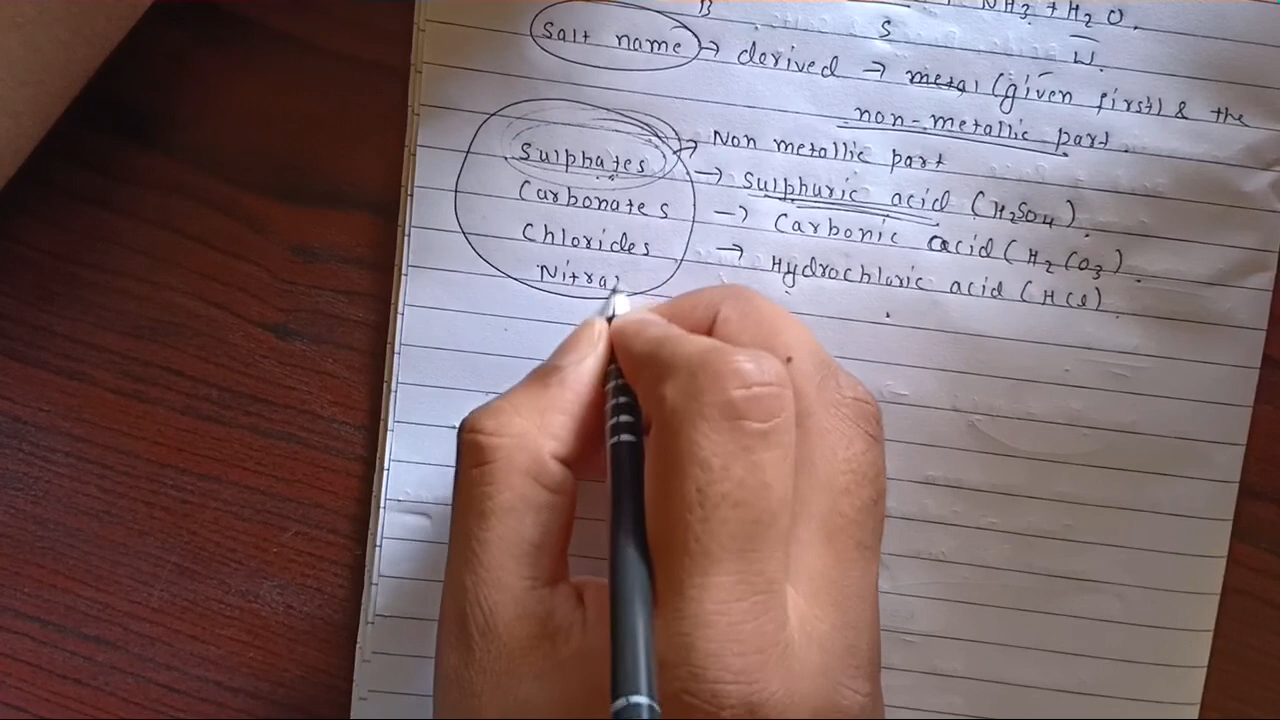 NH3 + H2O.
S W.
Salt name → derived → metal (given first) & the
non-metallic part.
Non metallic part
Sulphates → Sulphuric acid (H2SO4).
Carbonates → Carbonic acid (H2CO3).
Chlorides → Hydrochloric acid (HCl).
Nitra